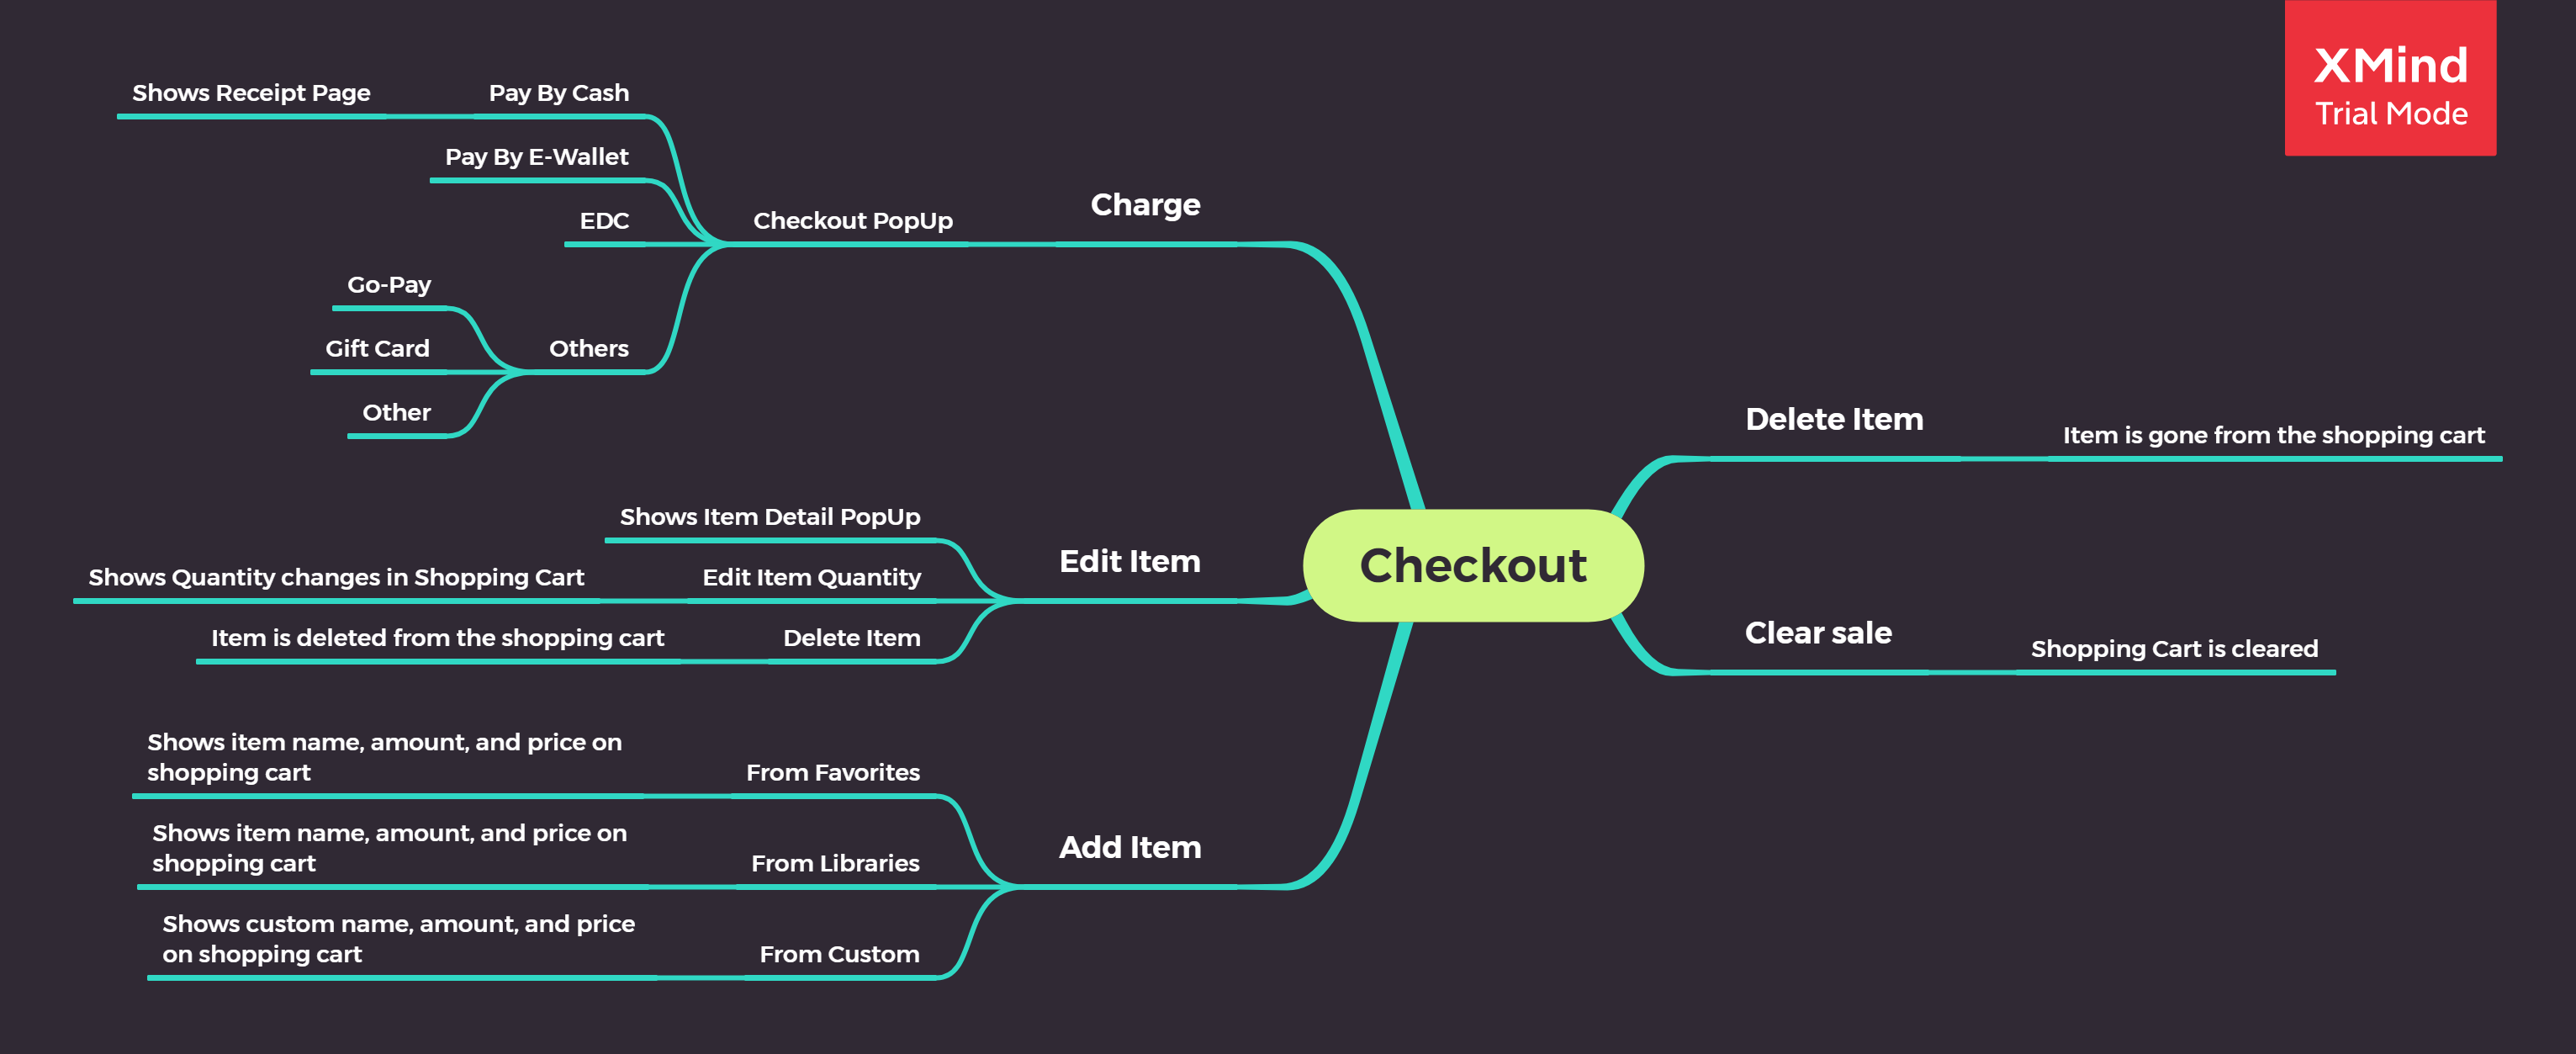 XMind
Trial Mode
Shows Receipt Page
Pay By Cash
Pay By E-Wallet
EDC
Checkout PopUp
Charge
Go-Pay
Gift Card
Others
Other
Shows Item Detail PopUp
Shows Quantity changes in Shopping Cart
Edit Item Quantity
Edit Item
Item is deleted from the shopping cart
Delete Item
Shows item name, amount, and price on
shopping cart
From Favorites
Shows item name, amount, and price on
shopping cart
From Libraries
Add Item
Shows custom name, amount, and price
on shopping cart
From Custom
Checkout
Delete Item
Item is gone from the shopping cart
Clear sale
Shopping Cart is cleared